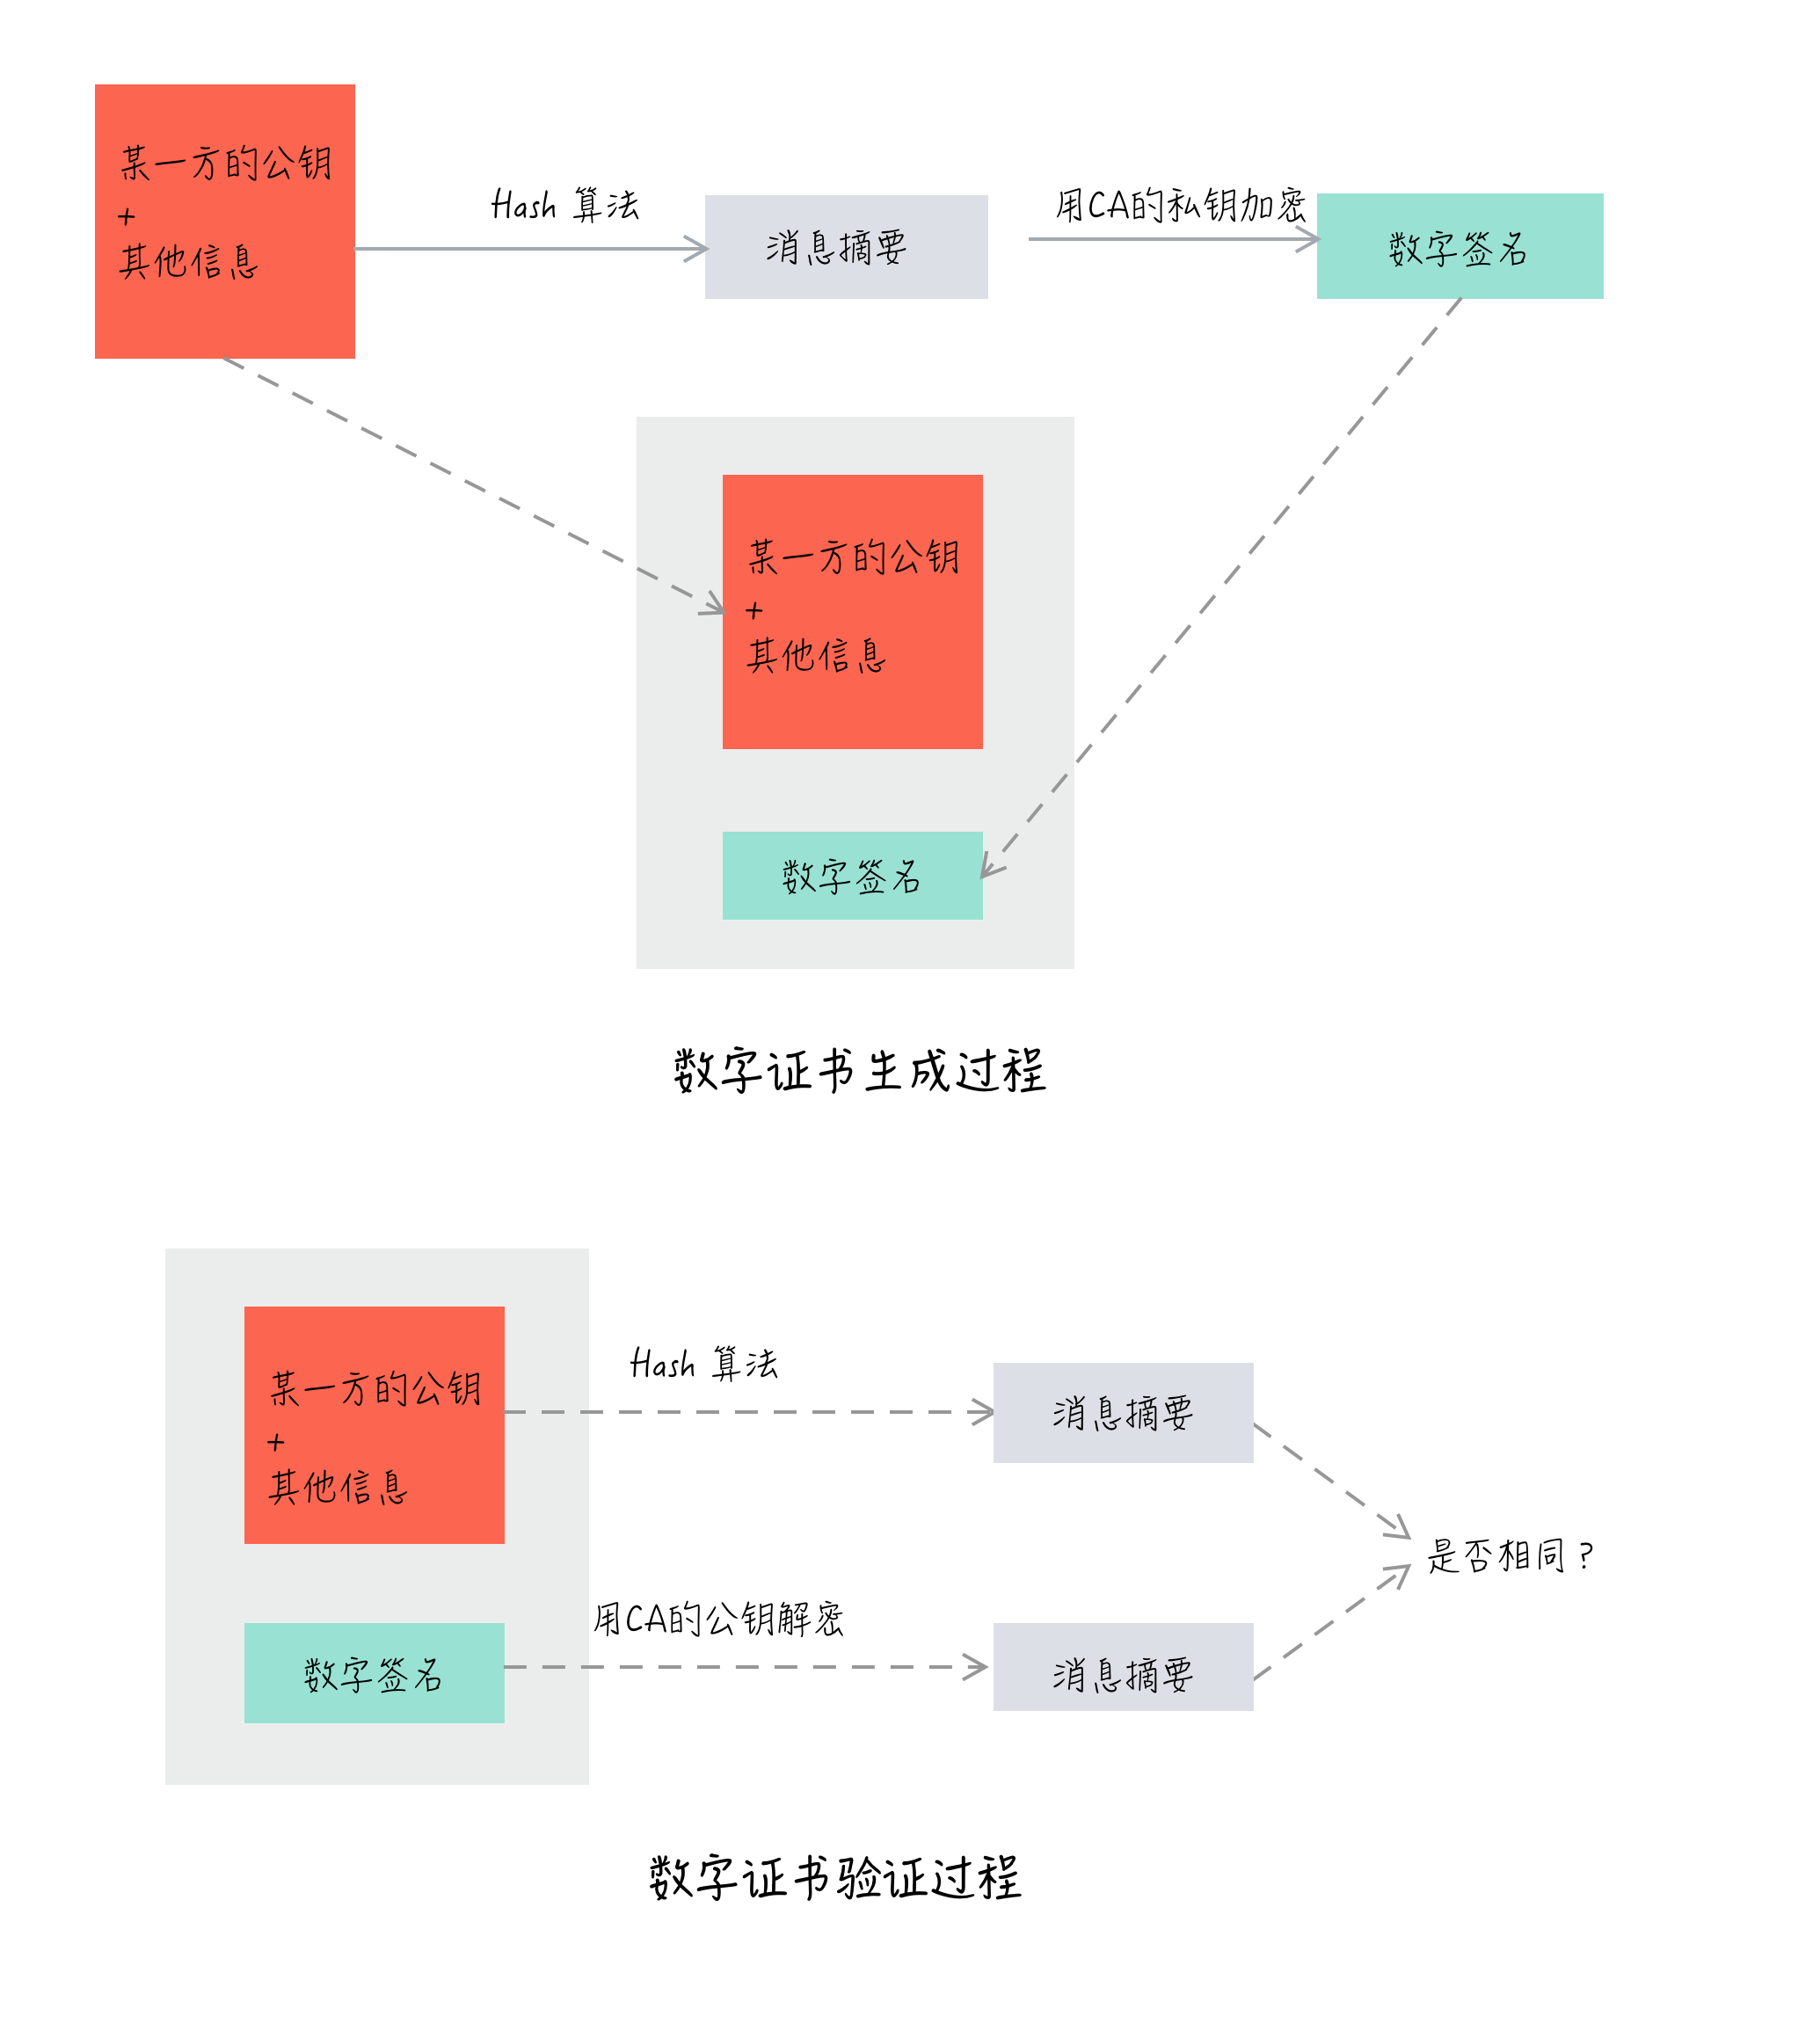 某一方的公钥
+
其他信息
Hash 算法
消息摘要
用CA的私钥加密
数字签名
某一方的公钥
+
其他信息
数字签名
数字证书生成过程
某一方的公钥
+
其他信息
Hash 算法
消息摘要
是否相同？
用CA的公钥解密
数字签名
消息摘要
数字证书验证过程